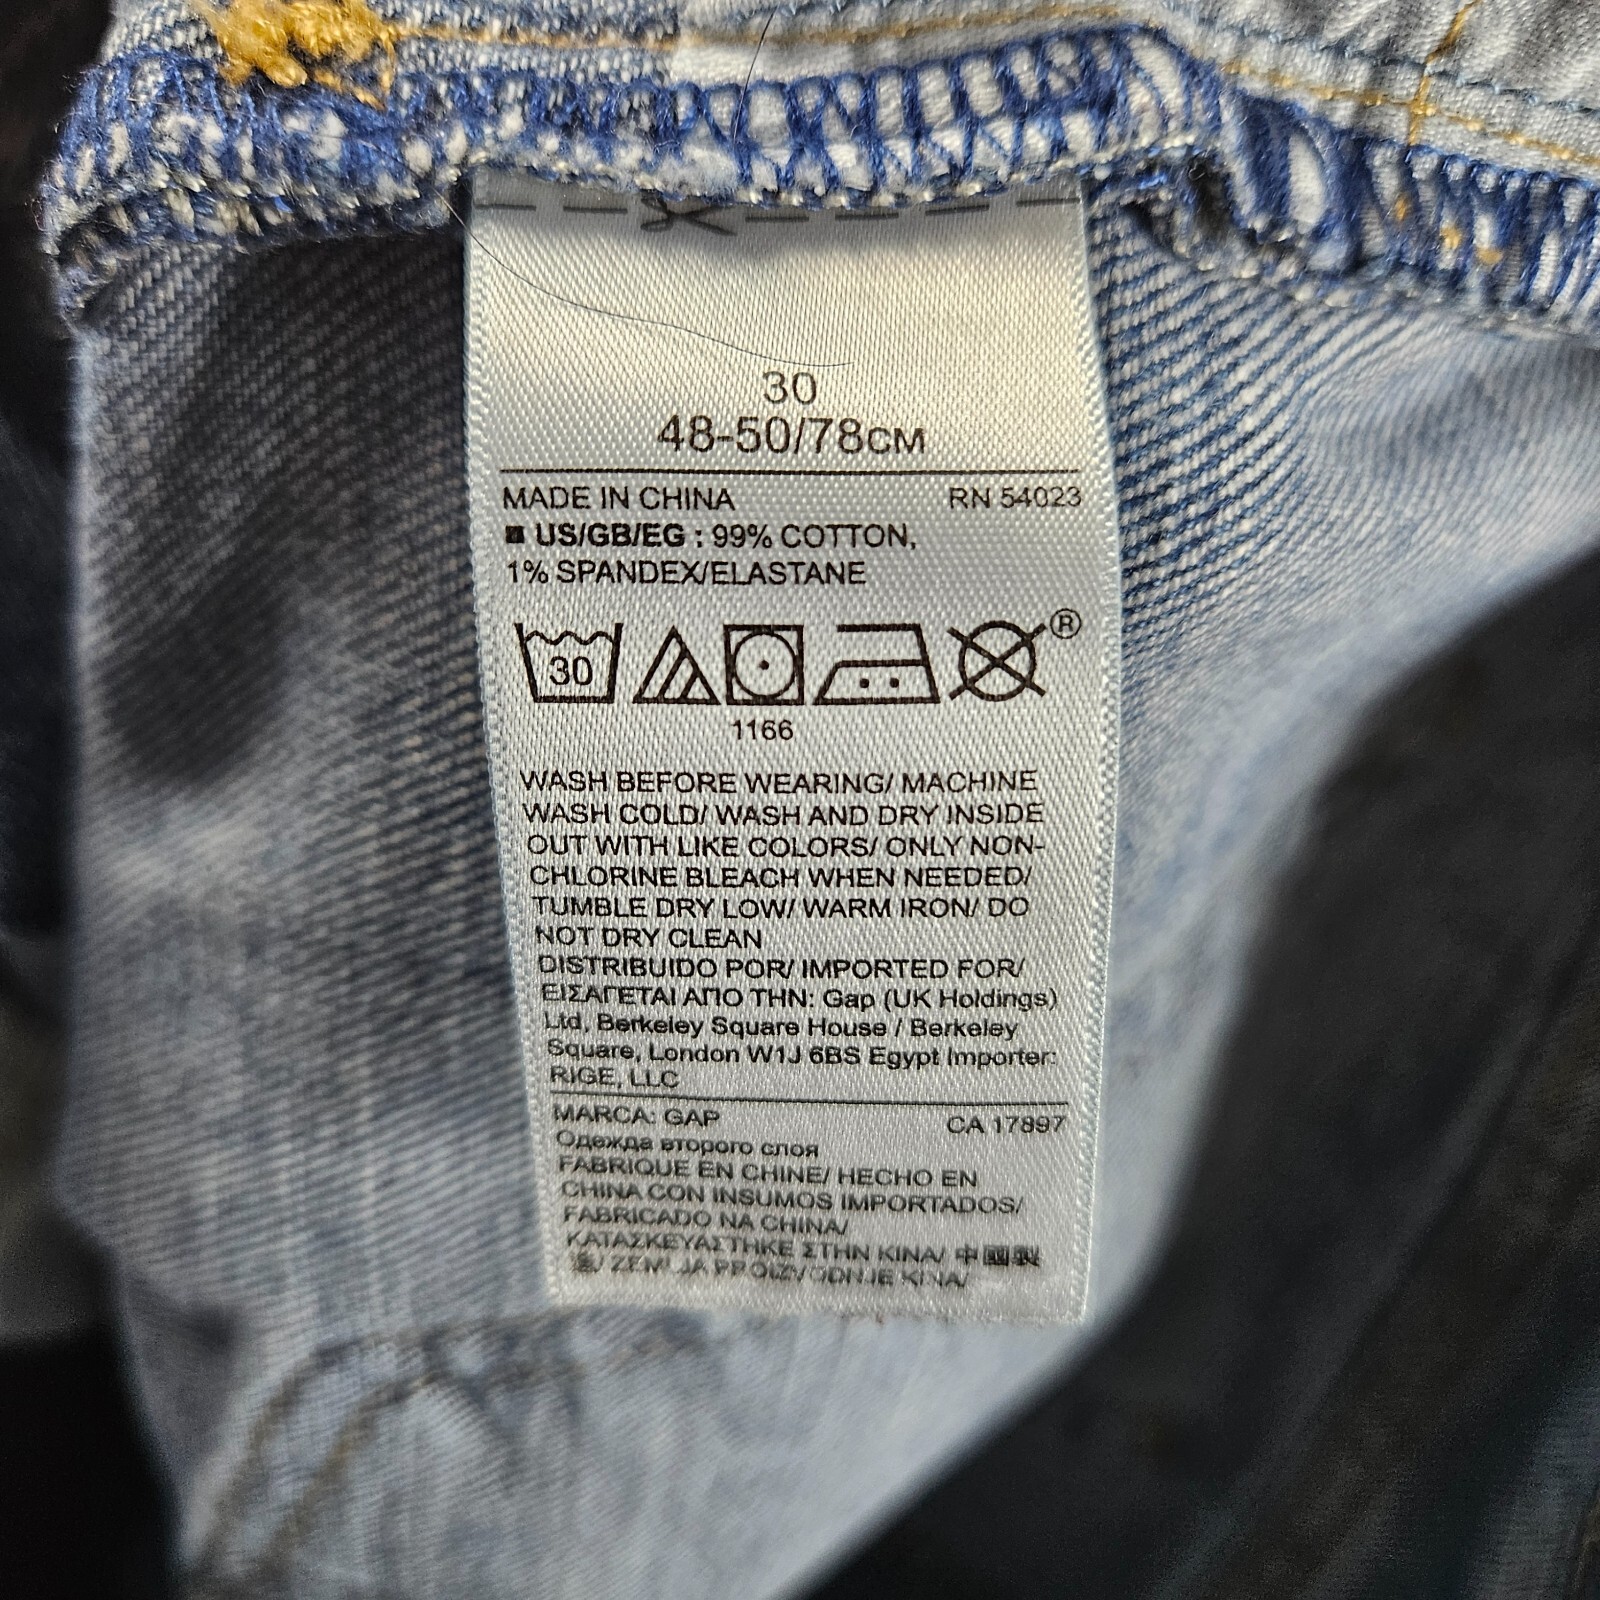 30
48-50/78CM
MADE IN CHINA RN 54023
US/GB/EG : 99% COTTON,
1% SPANDEX/ELASTANE
30 ®
1166
WASH BEFORE WEARING/ MACHINE
WASH COLD/ WASH AND DRY INSIDE
OUT WITH LIKE COLORS/ ONLY NON-
CHLORINE BLEACH WHEN NEEDED/
TUMBLE DRY LOW/ WARM IRON/ DO
NOT DRY CLEAN
DISTRIBUIDO POR/ IMPORTED FOR/
ΕΙΣΑΓΕΤΑΙ ΑΠΟ ΤΗΝ: Gap (UK Holdings)
Ltd, Berkeley Square House / Berkeley
Square, London W1J 6BS Egypt Importer:
RIGE, LLC
MARCA: GAP CA 17897
Одежда второго слоя
FABRIQUE EN CHINE/ HECHO EN
CHINA CON INSUMOS IMPORTADOS/
FABRICADO NA CHINA/
ΚΑΤΑΣΚΕΥΑΣΤΗΚΕ ΣΤΗΝ ΚΙΝΑ/ 中國製
造/ ZEMLJA PROIZVODNJE KINA/